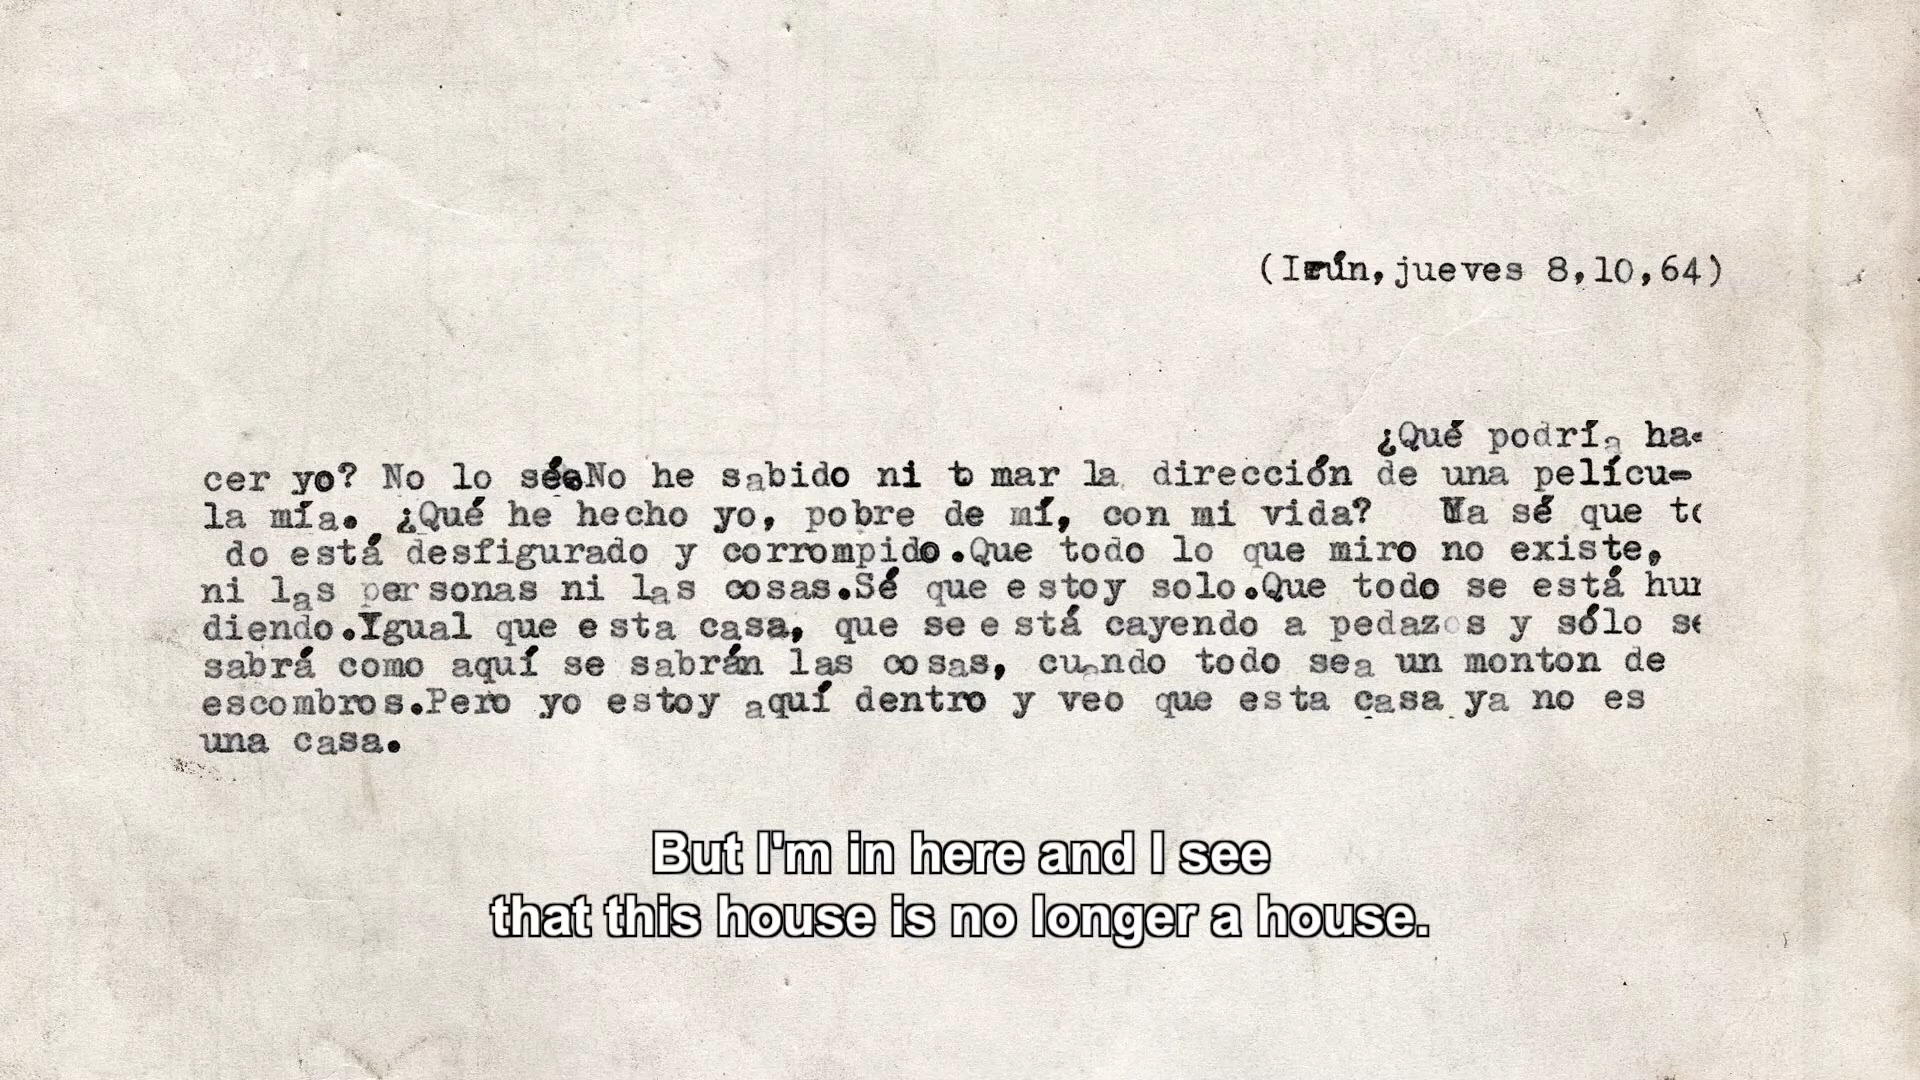 (Irún, jueves 8,10,64)
¿Qué podría ha-
cer yo? No lo sé. No he sabido ni to mar la dirección de una pelícu-
la mía. ¿Qué he hecho yo, pobre de mí, con mi vida? Ya sé que to
do está desfigurado y corrompido.Que todo lo que miro no existe,
ni las personas ni las cosas.Sé que estoy solo.Que todo se está hun
diendo.Igual que esta casa, que se está cayendo a pedazos y sólo se
sabrá como aquí se sabrán las cosas, cuando todo sea un monton de
escombros.Pero yo estoy aquí dentro y veo que esta casa ya no es
una casa.
But I'm in here and I see
that this house is no longer a house.